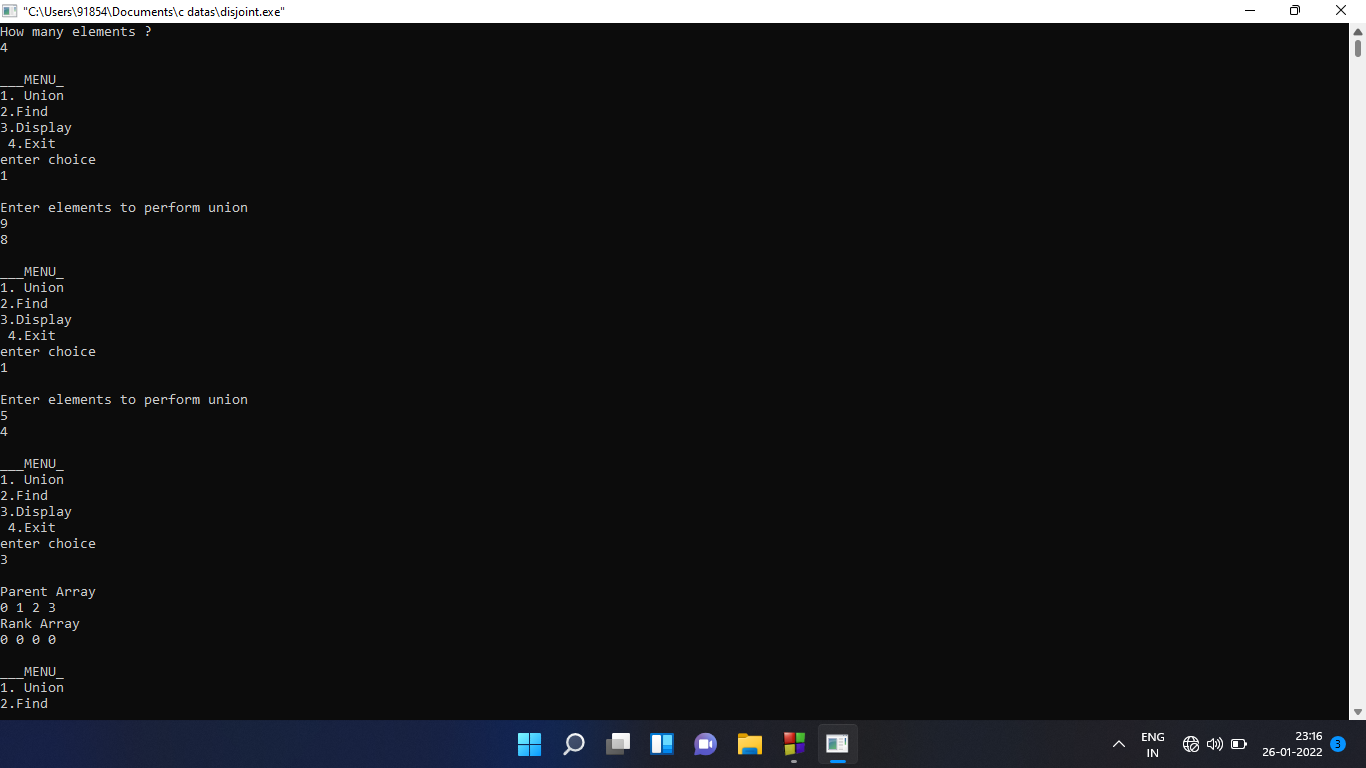 "C:\Users\91854\Documents\c datas\disjoint.exe"
How many elements ?
4
___MENU_
1. Union
2.Find
3.Display
 4.Exit
enter choice
1
Enter elements to perform union
9
8
___MENU_
1. Union
2.Find
3.Display
 4.Exit
enter choice
1
Enter elements to perform union
5
4
___MENU_
1. Union
2.Find
3.Display
 4.Exit
enter choice
3
Parent Array
0 1 2 3
Rank Array
0 0 0 0
___MENU_
1. Union
2.Find
ENG
IN
23:16
26-01-2022
3